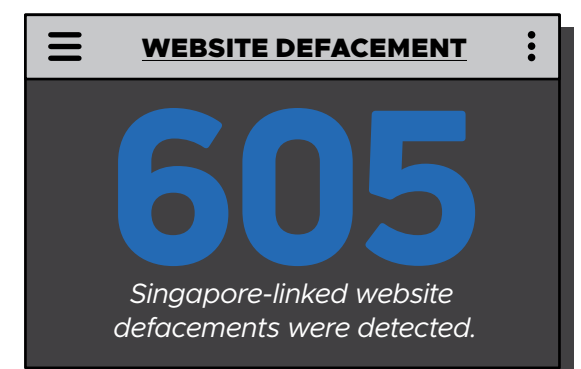 WEBSITE DEFACEMENT
605
Singapore-linked website
defacements were detected.